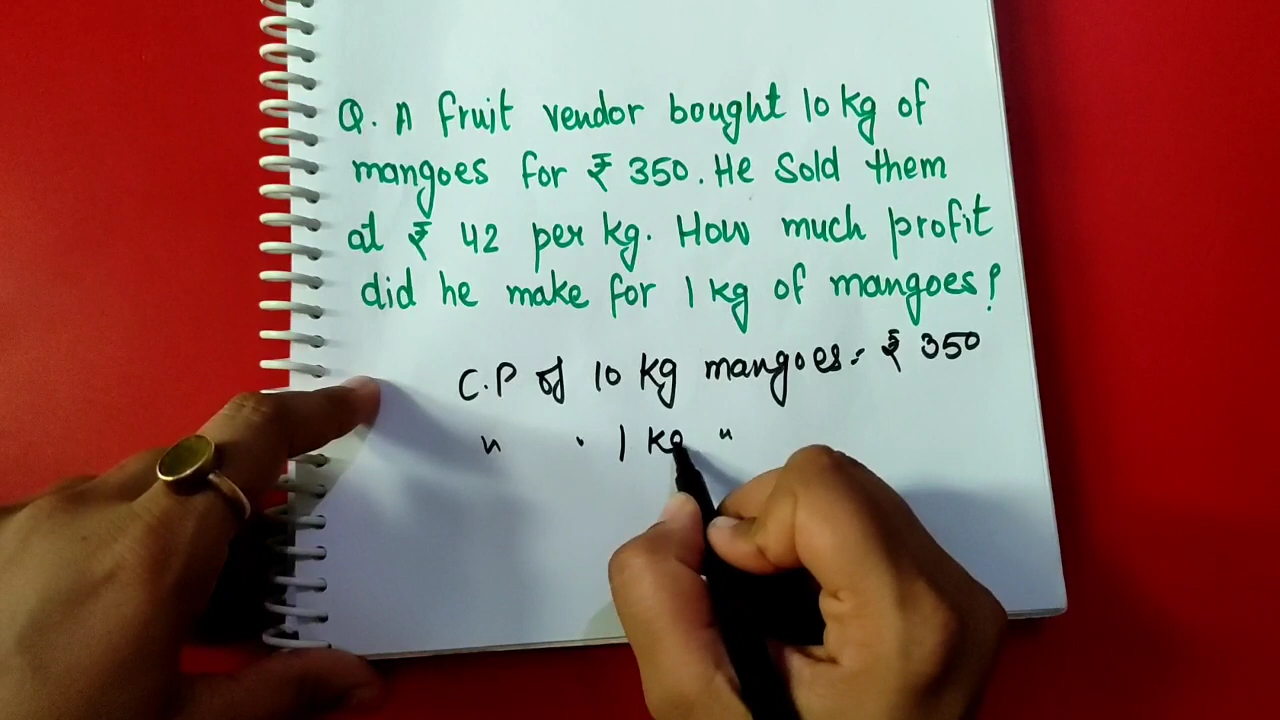 Q. A fruit vendor bought 10 kg of
mangoes for ₹ 350. He sold them
at ₹ 42 per kg. How much profit
did he make for 1 kg of mangoes?
C.P of 10 kg mangoes = ₹ 350
" " 1 kg "